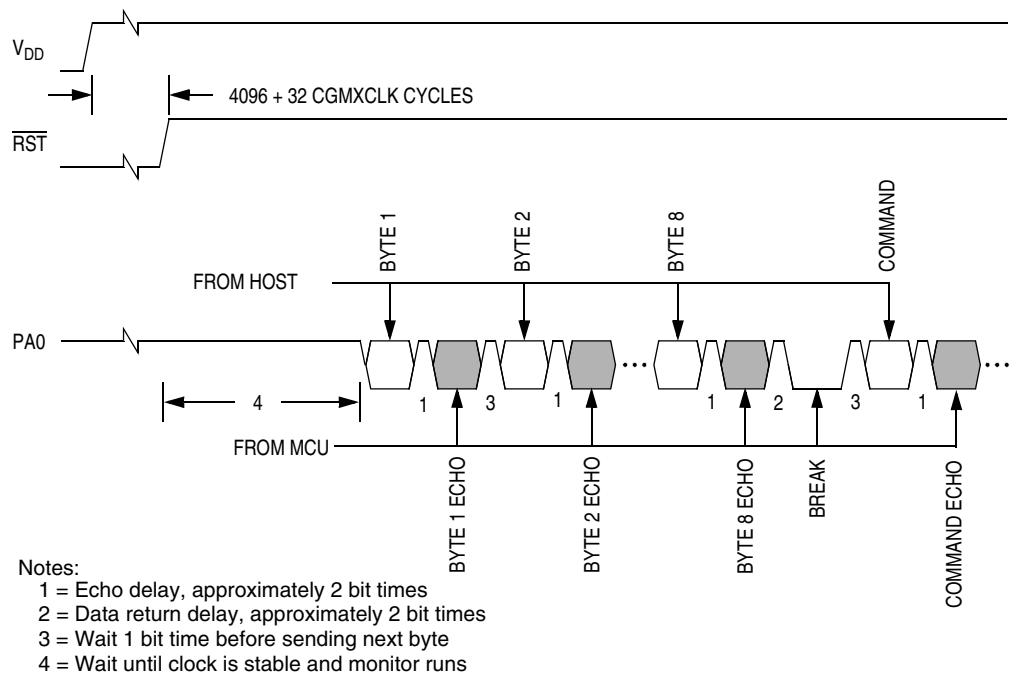 VDD
4096 + 32 CGMXCLK CYCLES
RST
BYTE 1
BYTE 2
BYTE 8
COMMAND
FROM HOST
PA0
1
3
1
1
2
3
1
4
FROM MCU
BYTE 1 ECHO
BYTE 2 ECHO
BYTE 8 ECHO
BREAK
COMMAND ECHO
Notes:
1 = Echo delay, approximately 2 bit times
2 = Data return delay, approximately 2 bit times
3 = Wait 1 bit time before sending next byte
4 = Wait until clock is stable and monitor runs